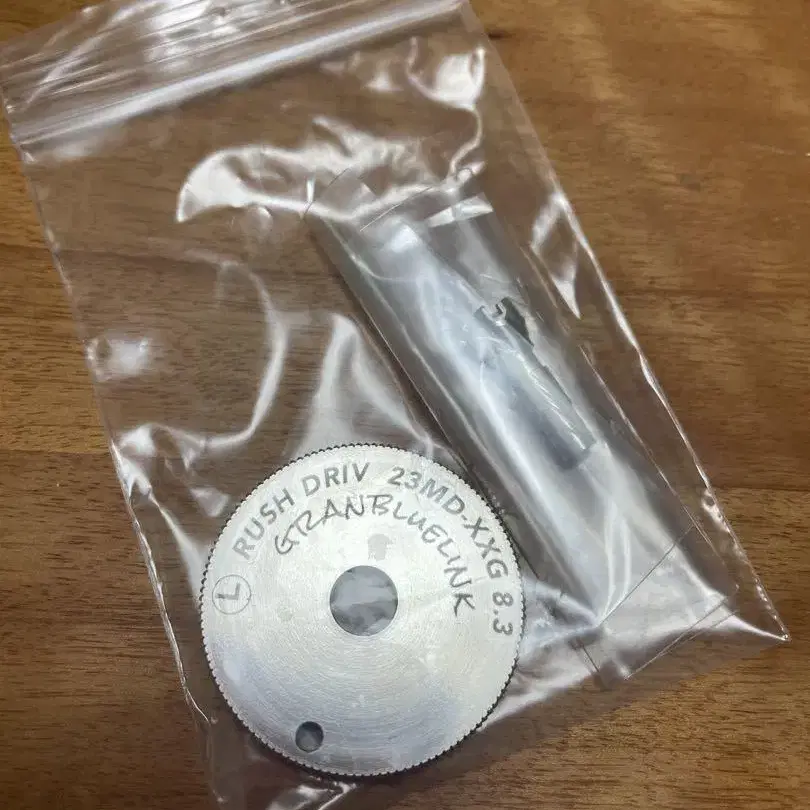 Ⓛ RUSH DRIV 23MD-XXG 8.3
GRANBLUELINK